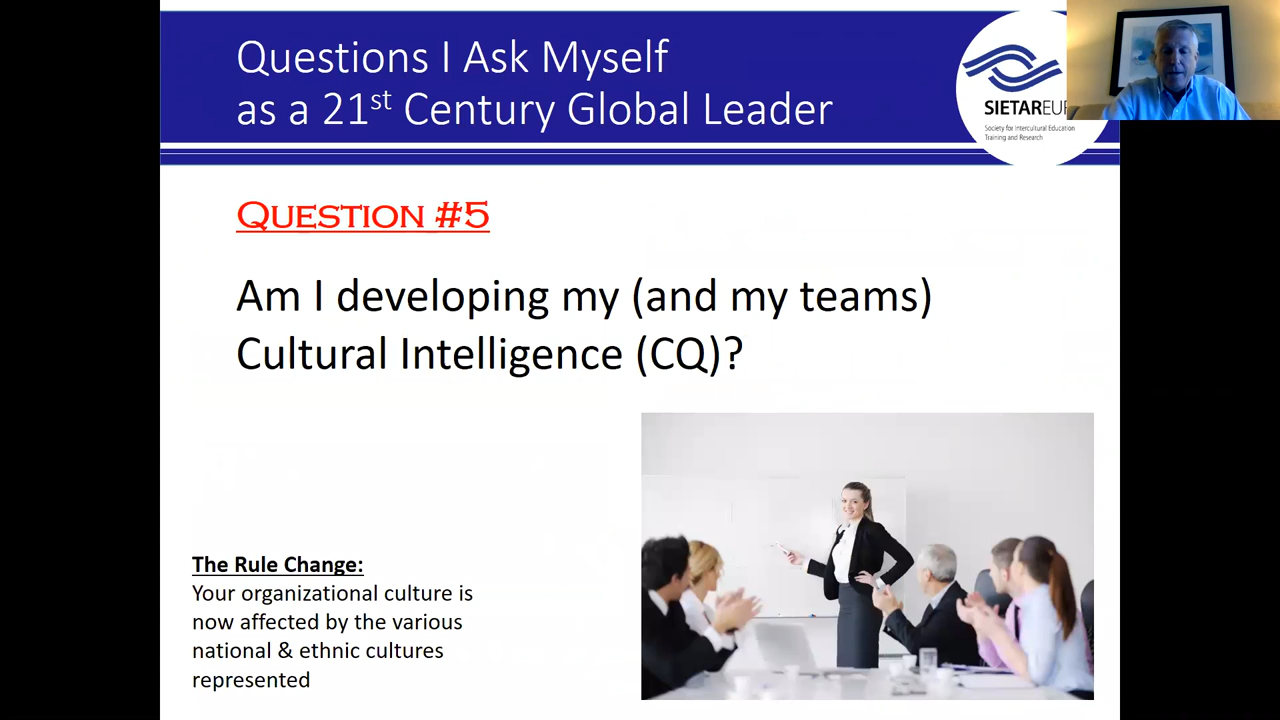 Questions I Ask Myself
as a 21st Century Global Leader
SIETAREU
Society for Intercultural Education
Training and Research
QUESTION #5
Am I developing my (and my teams)
Cultural Intelligence (CQ)?
The Rule Change:
Your organizational culture is
now affected by the various
national & ethnic cultures
represented